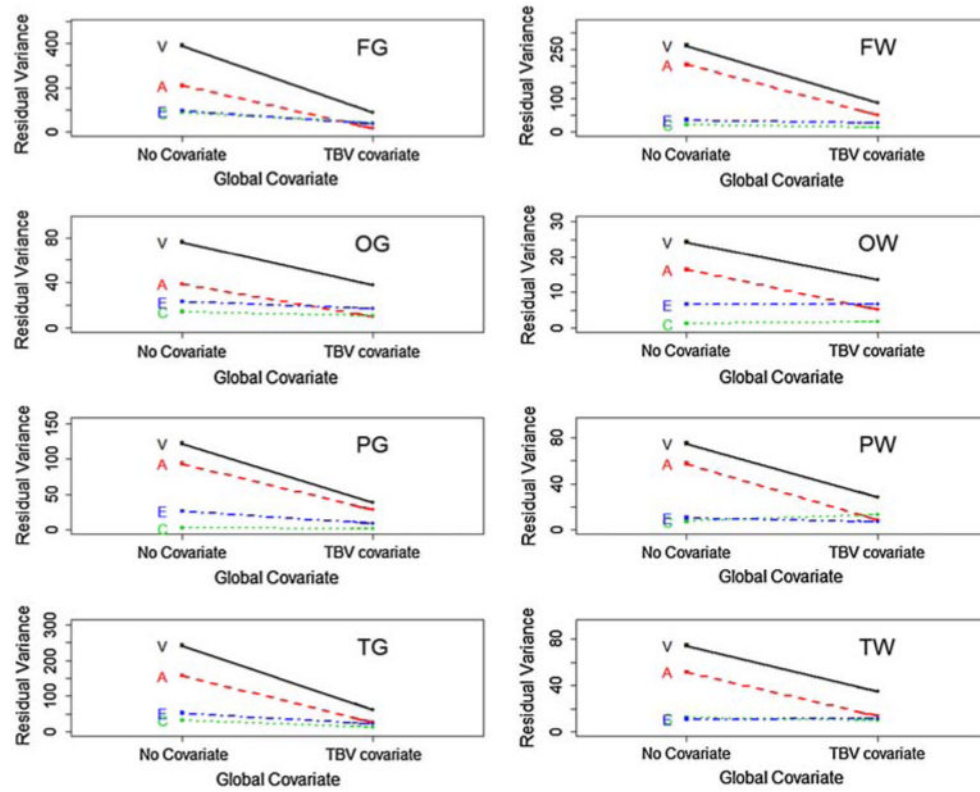 FG
Residual Variance
0 200 400
V
A
E
C
No Covariate TBV covariate
Global Covariate
FW
Residual Variance
0 100 250
V
A
E
C
No Covariate TBV covariate
Global Covariate
OG
Residual Variance
0 40 80
V
A
E
C
No Covariate TBV covariate
Global Covariate
OW
Residual Variance
0 5 10 20 30
V
A
E
C
No Covariate TBV covariate
Global Covariate
PG
Residual Variance
0 50 100 150
V
A
E
C
No Covariate TBV covariate
Global Covariate
PW
Residual Variance
0 40 80
V
A
E
C
No Covariate TBV covariate
Global Covariate
TG
Residual Variance
0 100 200 300
V
A
E
C
No Covariate TBV covariate
Global Covariate
TW
Residual Variance
0 40 80
V
A
E
No Covariate TBV covariate
Global Covariate